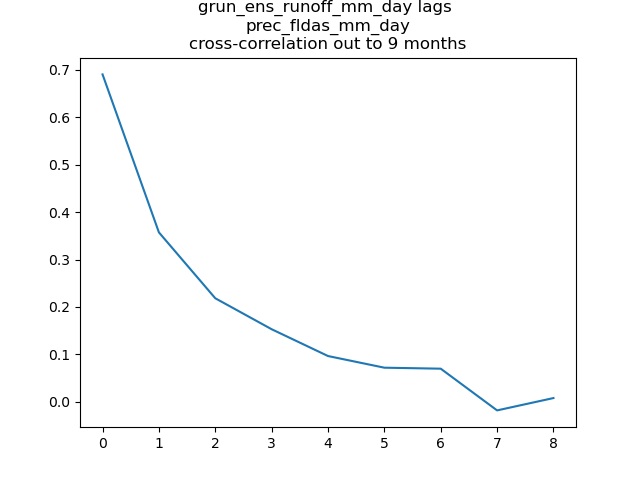 grun_ens_runoff_mm_day lags
prec_fldas_mm_day
cross-correlation out to 9 months
0.7
0.6
0.5
0.4
0.3
0.2
0.1
0.0
0 1 2 3 4 5 6 7 8